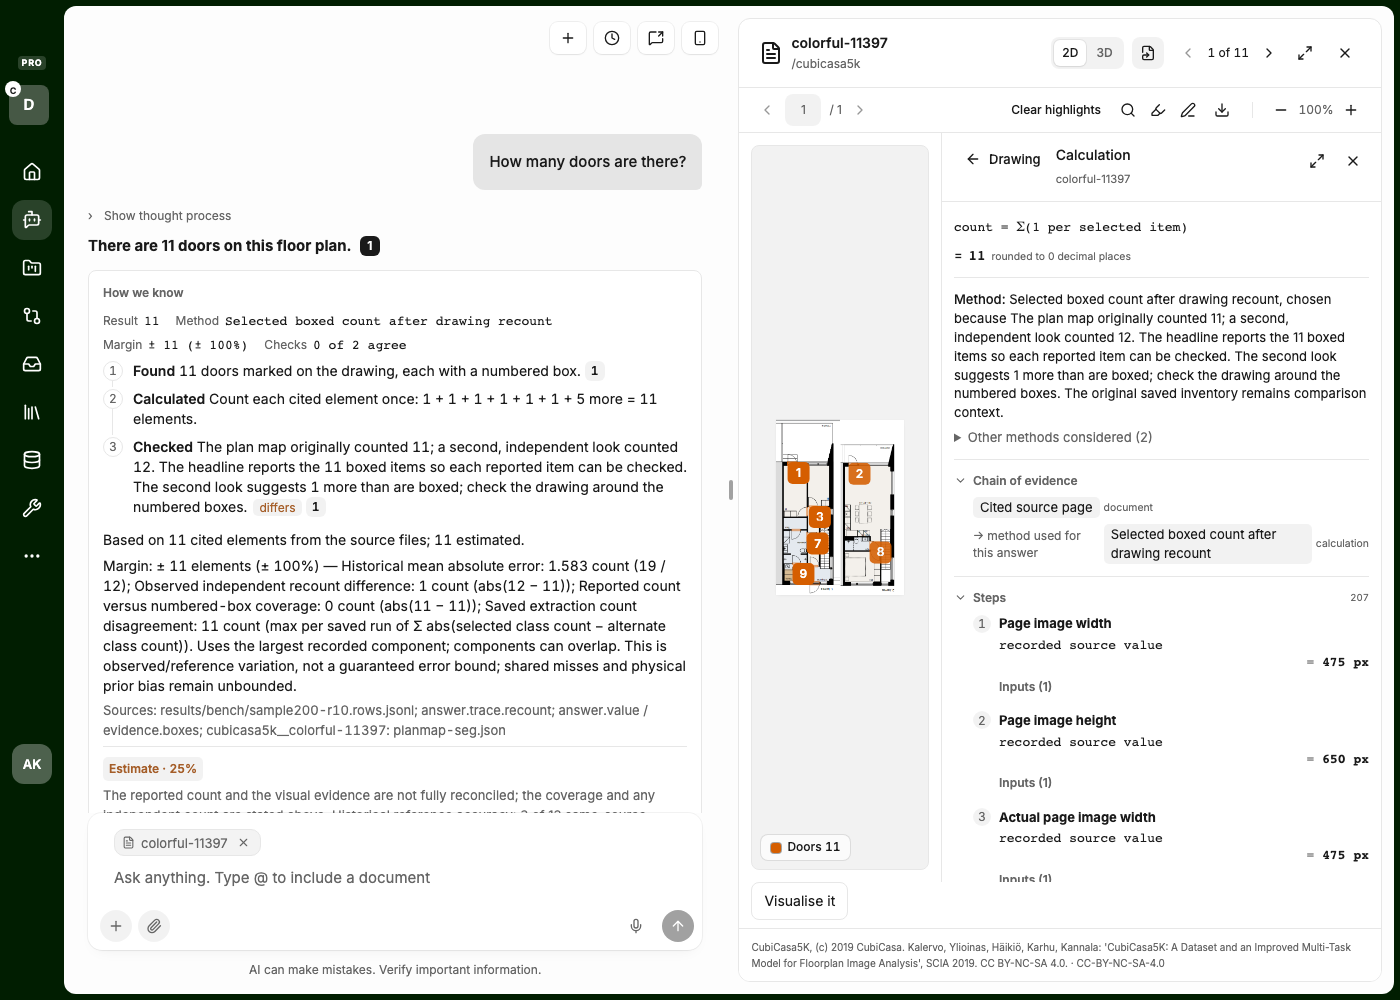 PRO
C
D
AK
How many doors are there?
Show thought process
There are 11 doors on this floor plan. 1
How we know
Result 11 Method Selected boxed count after drawing recount
Margin ± 11 (± 100%) Checks 0 of 2 agree
1 Found 11 doors marked on the drawing, each with a numbered box. 1
2 Calculated Count each cited element once: 1 + 1 + 1 + 1 + 1 + 1 + 5 more = 11
elements.
3 Checked The plan map originally counted 11; a second, independent look counted
12. The headline reports the 11 boxed items so each reported item can be checked.
The second look suggests 1 more than are boxed; check the drawing around the
numbered boxes. differs 1
Based on 11 cited elements from the source files; 11 estimated.
Margin: ± 11 elements (± 100%) — Historical mean absolute error: 1.583 count (19 /
12); Observed independent recount difference: 1 count (abs(12 − 11)); Reported count
versus numbered-box coverage: 0 count (abs(11 − 11)); Saved extraction count
disagreement: 11 count (max per saved run of Σ abs(selected class count − alternate
class count)). Uses the largest recorded component; components can overlap. This is
observed/reference variation, not a guaranteed error bound; shared misses and physical
prior bias remain unbounded.
Sources: results/bench/sample200-r10.rows.jsonl; answer.trace.recount; answer.value /
evidence.boxes; cubicasa5k__colorful-11397: planmap-seg.json
Estimate · 25%
The reported count and the visual evidence are not fully reconciled; the coverage and any
colorful-11397
Ask anything. Type @ to include a document
AI can make mistakes. Verify important information.
colorful-11397
/cubicasa5k
2D 3D
1 of 11
1 / 1
Clear highlights
100%
1
2
3
7
8
9
Doors 11
Visualise it
Drawing
Calculation
colorful-11397
count = Σ(1 per selected item)
= 11 rounded to 0 decimal places
Method: Selected boxed count after drawing recount, chosen
because The plan map originally counted 11; a second,
independent look counted 12. The headline reports the 11 boxed
items so each reported item can be checked. The second look
suggests 1 more than are boxed; check the drawing around the
numbered boxes. The original saved inventory remains comparison
context.
Other methods considered (2)
Chain of evidence
Cited source page document
→ method used for
this answer
Selected boxed count after
drawing recount
calculation
Steps 207
1 Page image width
recorded source value
= 475 px
Inputs (1)
2 Page image height
recorded source value
= 650 px
Inputs (1)
3 Actual page image width
recorded source value
= 475 px
Inputs (1)
CubiCasa5K, (c) 2019 CubiCasa. Kalervo, Ylioinas, Häikiö, Karhu, Kannala: 'CubiCasa5K: A Dataset and an Improved Multi-Task
Model for Floorplan Image Analysis', SCIA 2019. CC BY-NC-SA 4.0. · CC-BY-NC-SA-4.0